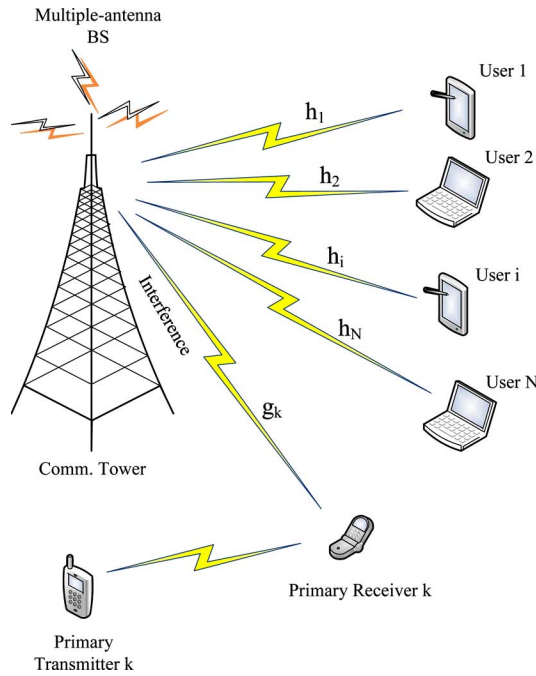 Multiple-antenna
BS
User 1
h1
User 2
h2
hi
User i
Interference
hN
User N
gk
Comm. Tower
Primary Receiver k
Primary
Transmitter k